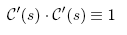 𝒞′(s) · 𝒞′(s) ≡ 1